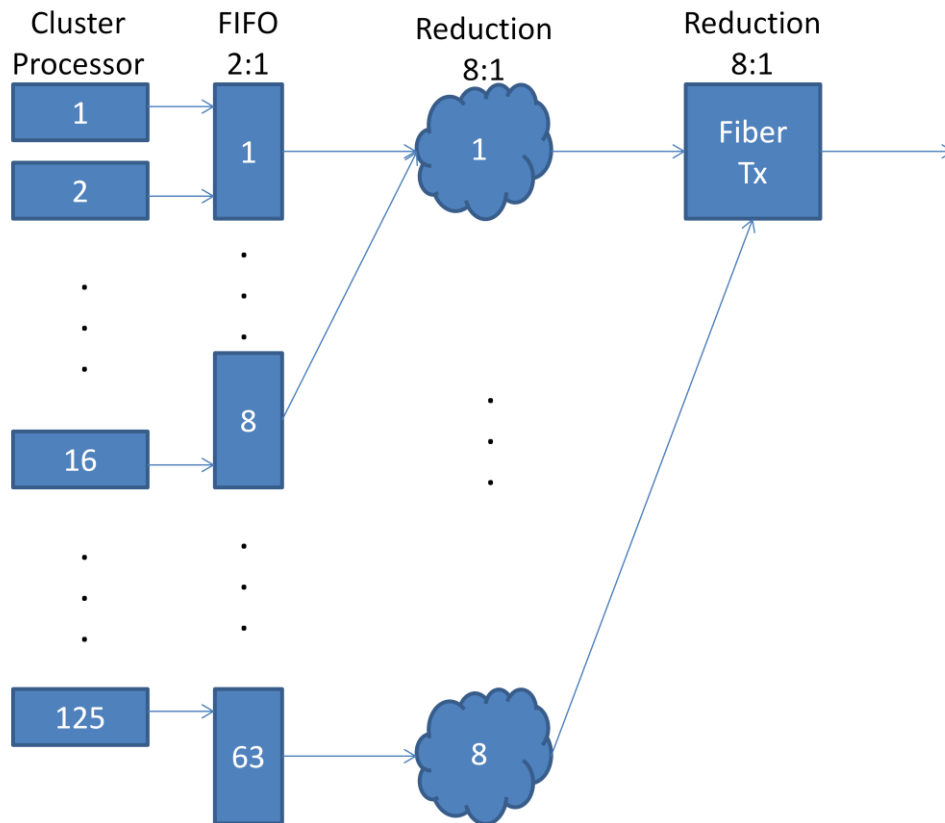 Cluster
Processor
FIFO
2:1
Reduction
8:1
Reduction
8:1
1
2
16
125
1
8
63
1
8
Fiber
Tx